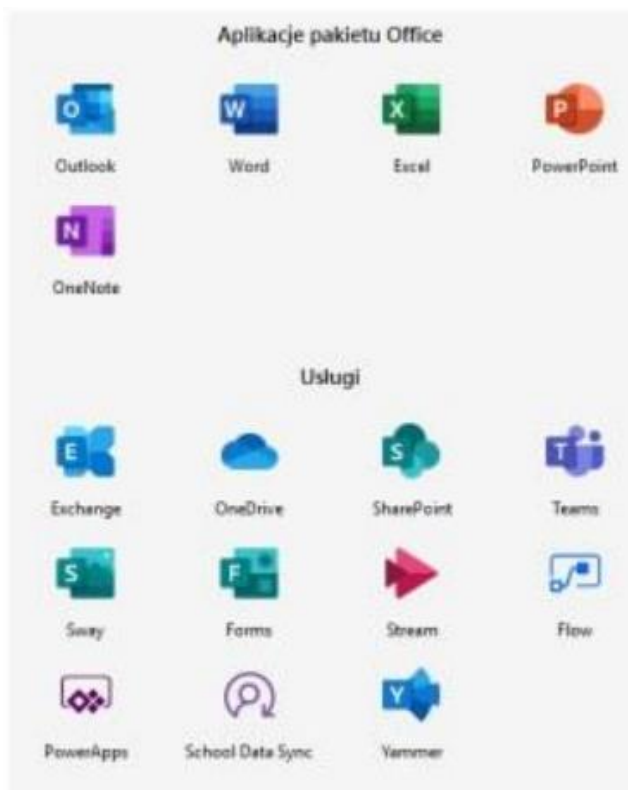 Aplikacje pakietu Office
O W X P
Outlook Word Excel PowerPoint
N
OneNote
Usługi
E S T
Exchange OneDrive SharePoint Teams
S F
Sway Forms Stream Flow
Y
PowerApps School Data Sync Yammer